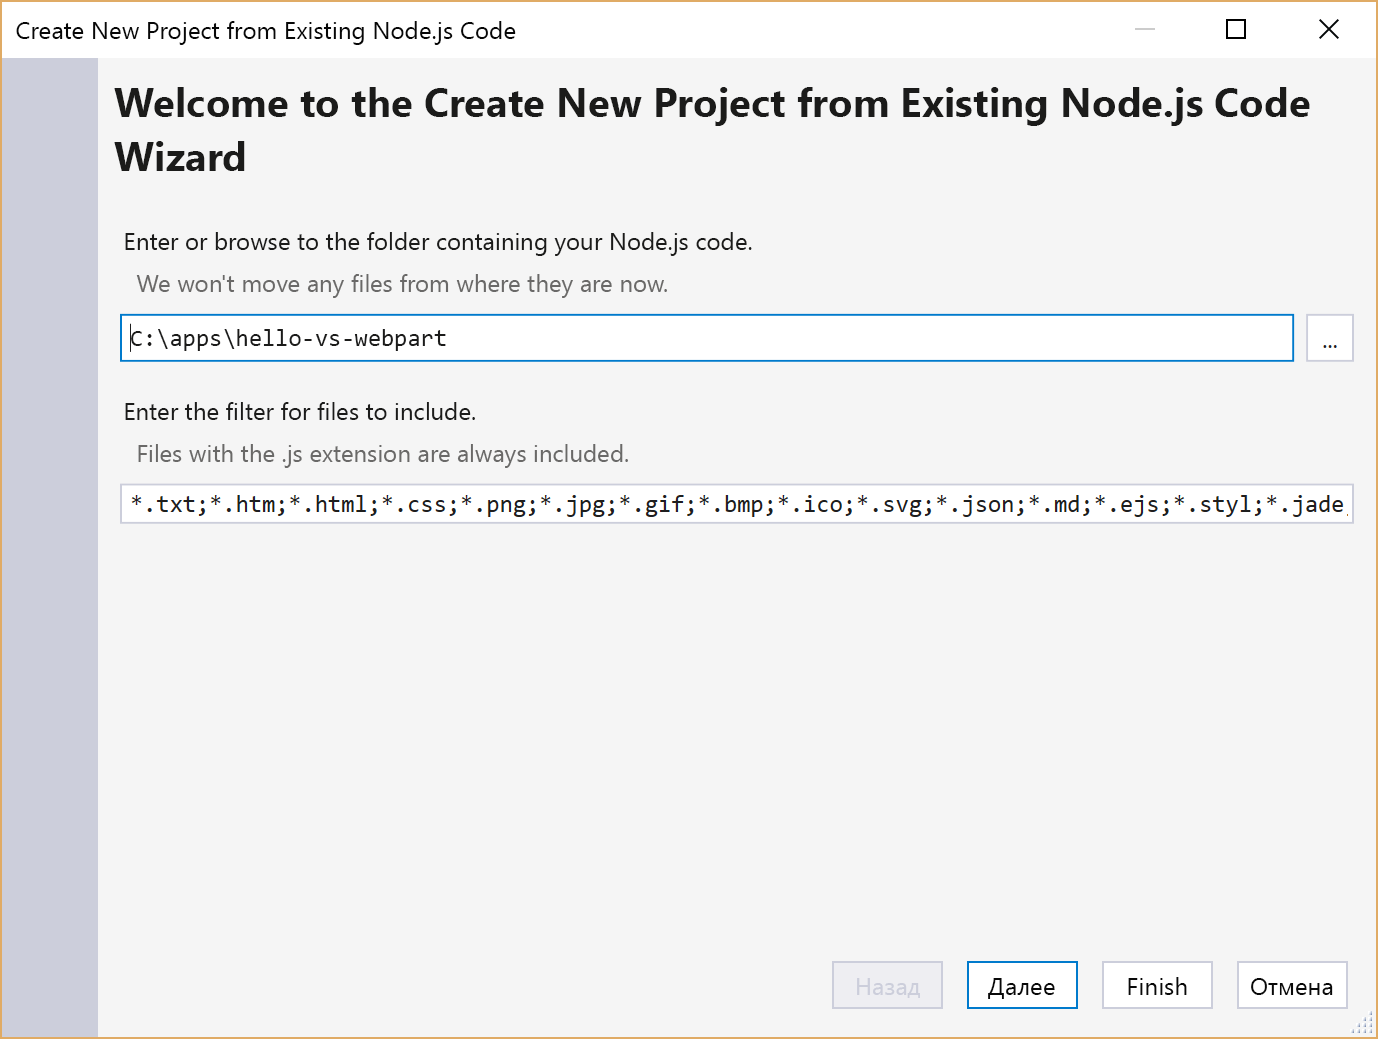 Create New Project from Existing Node.js Code
Welcome to the Create New Project from Existing Node.js Code
Wizard
Enter or browse to the folder containing your Node.js code.
We won't move any files from where they are now.
C:\apps\hello-vs-webpart
...
Enter the filter for files to include.
Files with the .js extension are always included.
*.txt;*.htm;*.html;*.css;*.png;*.jpg;*.gif;*.bmp;*.ico;*.svg;*.json;*.md;*.ejs;*.styl;*.jade
Назад Далее Finish Отмена